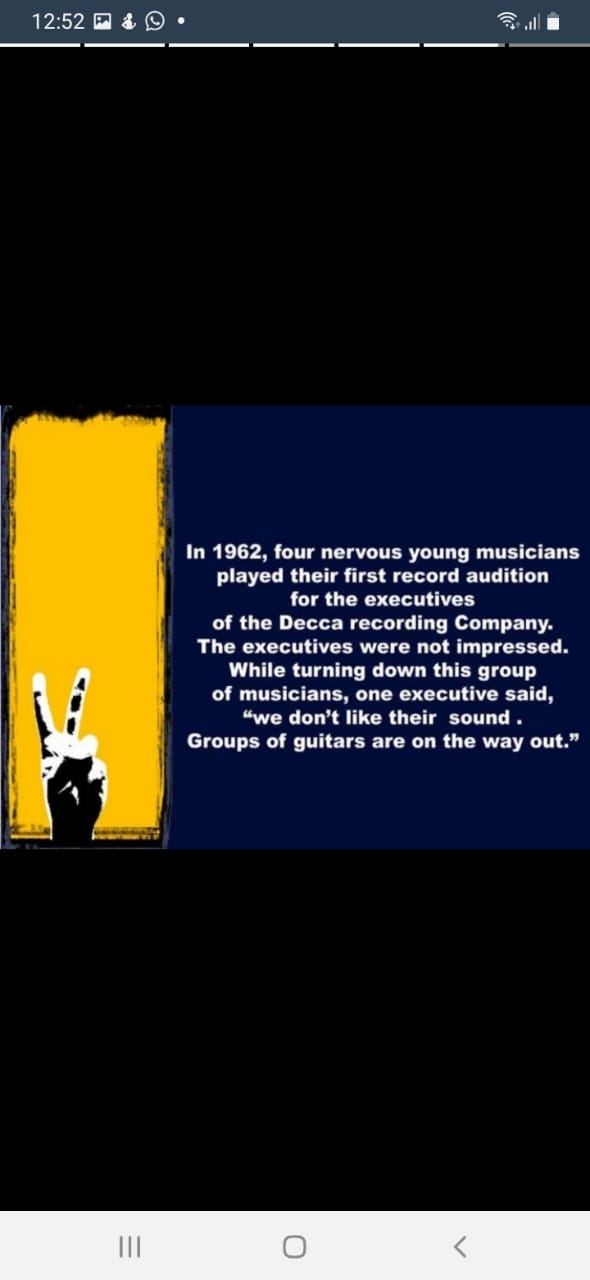 12:52
In 1962, four nervous young musicians
played their first record audition
for the executives
of the Decca recording Company.
The executives were not impressed.
While turning down this group
of musicians, one executive said,
“we don’t like their  sound .
Groups of guitars are on the way out.”